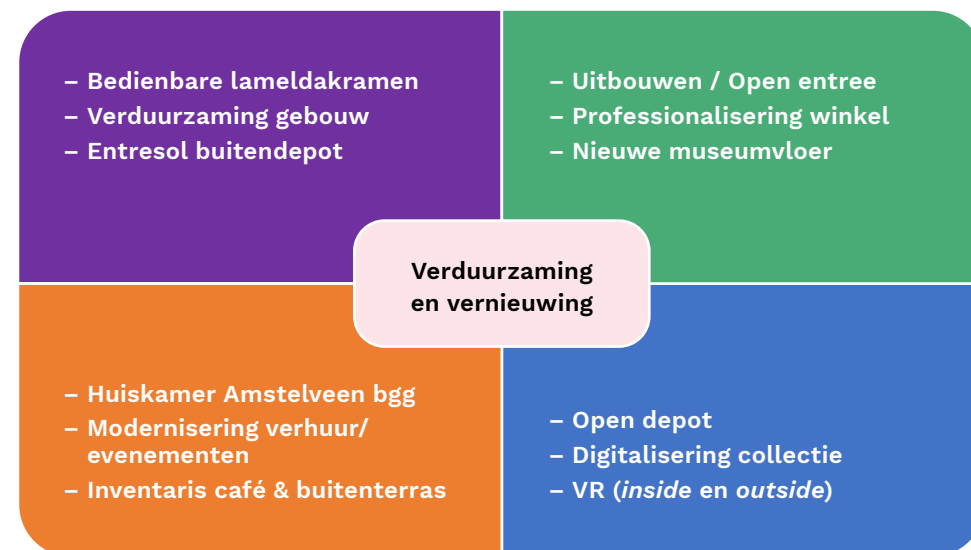 – Bedienbare lameldakramen
– Verduurzaming gebouw
– Entresol buitendepot
– Uitbouwen / Open entree
– Professionalisering winkel
– Nieuwe museumvloer
Verduurzaming
en vernieuwing
– Huiskamer Amstelveen bgg
– Modernisering verhuur/
evenementen
– Inventaris café & buitenterras
– Open depot
– Digitalisering collectie
– VR (inside en outside)